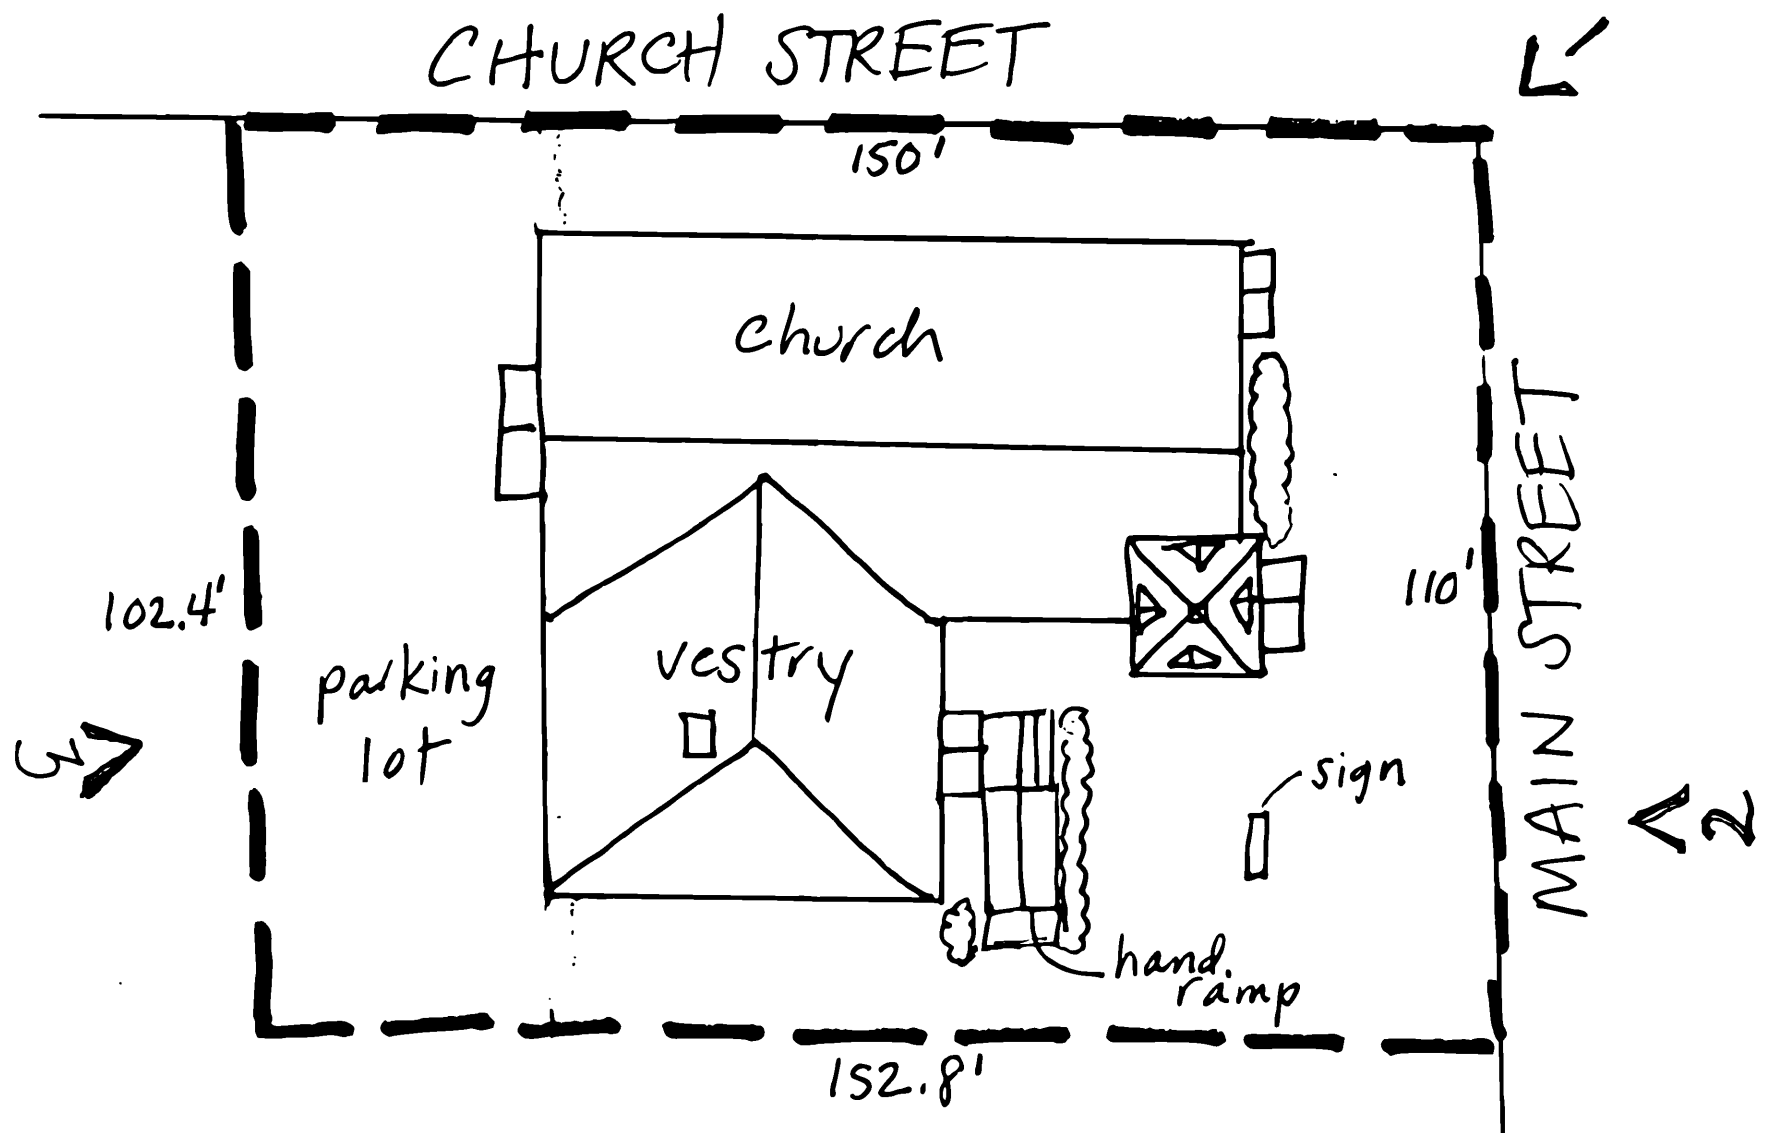 CHURCH STREET
150'
church
MAIN STREET
110'
102.4'
parking
lot
vestry
3
sign
2
hand.
ramp
152.8'